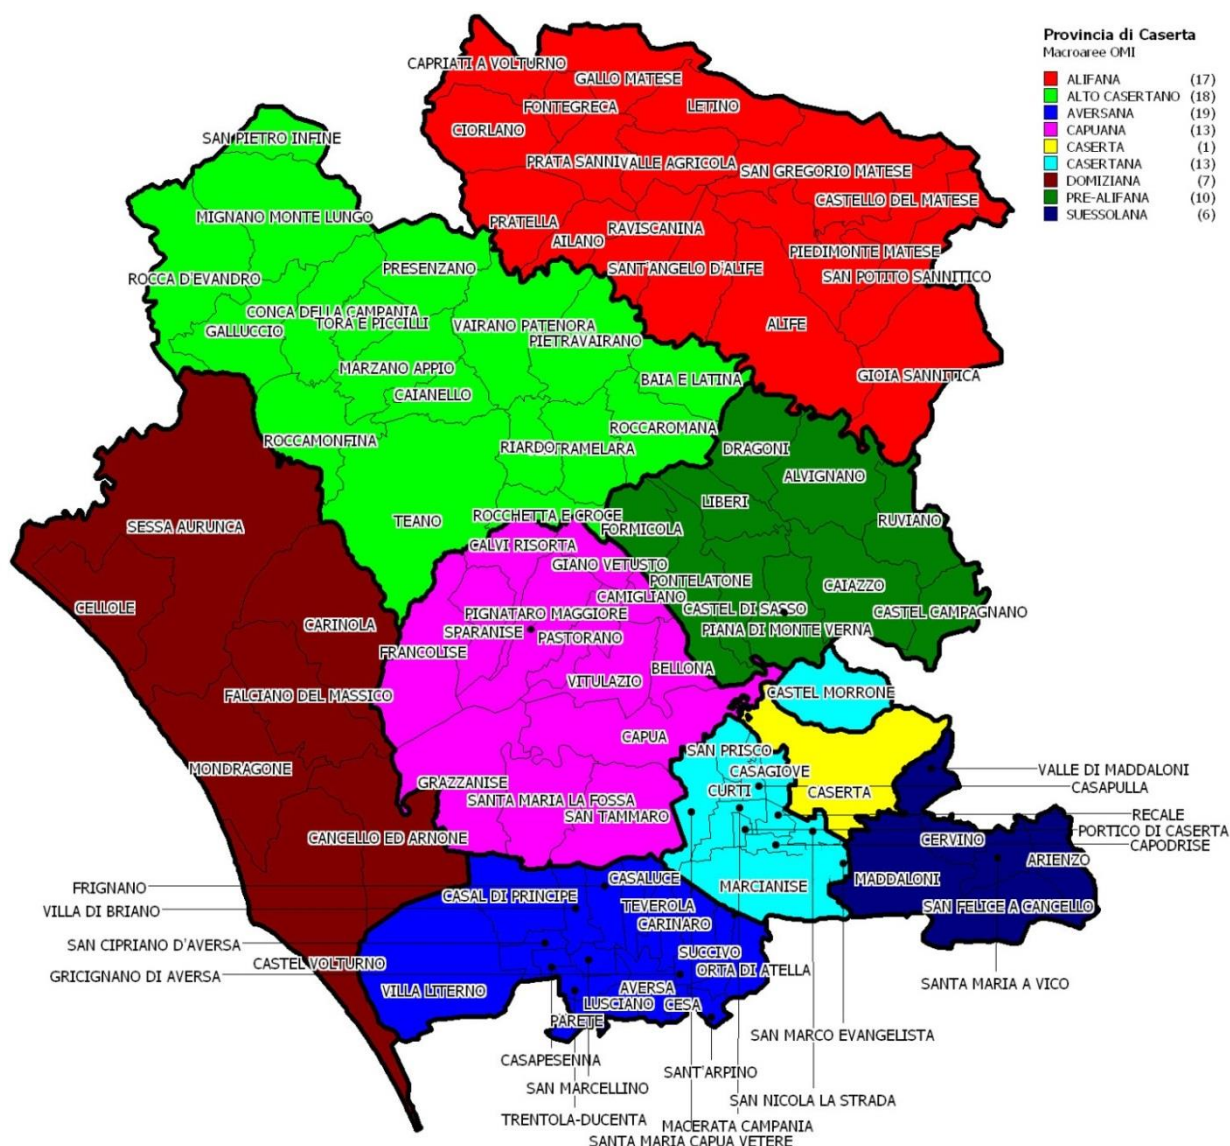 Provincia di Caserta
Macroaree OMI
ALIFANA (17)
ALTO CASERTANO (18)
AVERSANA (19)
CAPUANA (13)
CASERTA (1)
CASERTANA (13)
DOMIZIANA (7)
PRE-ALIFANA (10)
SUESSOLANA (6)
CAPRIATI A VOLTURNO
GALLO MATESE
FONTEGRECA
LETINO
CIORLANO
SAN PIETRO INFINE
PRATA SANNI
VALLE AGRICOLA
SAN GREGORIO MATESE
CASTELLO DEL MATESE
MIGNANO MONTE LUNGO
PRATELLA
RAVISCANINA
AILANO
PIEDIMONTE MATESE
PRESENZANO
SANT'ANGELO D'ALIFE
SAN POTITO SANNITICO
ROCCA D'EVANDRO
CONCA DELLA CAMPANIA
TORA E PICCILLI
GALLUCCIO
VAIRANO PATENORA
ALIFE
PIETRAVAIRANO
MARZANO APPIO
BAIA E LATINA
GIOIA SANNITICA
CAIANELLO
ROCCAROMANA
ROCCAMONFINA
RIARDO
TRAMELARA
DRAGONI
ALVIGNANO
LIBERI
TEANO
ROCCHETTA E CROCE
RUVIANO
SESSA AURUNCA
FORMICOLA
CALVI RISORTA
GIANO VETUSTO
PONTELATONE
CAIAZZO
CAMIGLIANO
CELLOLE
CASTEL DI SASSO
CASTEL CAMPAGNANO
PIGNATARO MAGGIORE
CARINOLA
SPARANISE
PASTORANO
PIANA DI MONTE VERNA
FRANCOLISE
BELLONA
VITULAZIO
FALCIANO DEL MASSICO
CASTEL MORRONE
CAPUA
SAN PRISCO
MONDRAGONE
CASAGIOVE
VALLE DI MADDALONI
GRAZZANISE
CURTI
CASERTA
CASAPULLA
SANTA MARIA LA FOSSA
SAN TAMMARO
RECALE
PORTICO DI CASERTA
CANCELLO ED ARNONE
CERVINO
CAPODRISE
ARIENZO
CASALUCE
MADDALONI
FRIGNANO
CASAL DI PRINCIPE
MARCIANISE
TEVEROLA
SAN FELICE A CANCELLO
VILLA DI BRIANO
CARINARO
SAN CIPRIANO D'AVERSA
SUCCIVO
CASTEL VOLTURNO
ORTA DI ATELLA
GRICIGNANO DI AVERSA
SANTA MARIA A VICO
VILLA LITERNO
AVERSA
LUSCIANO
CESA
PARETE
SAN MARCO EVANGELISTA
CASAPESENNA
SANT'ARPINO
SAN MARCELLINO
SAN NICOLA LA STRADA
TRENTOLA-DUCENTA
MACERATA CAMPANIA
SANTA MARIA CAPUA VETERE